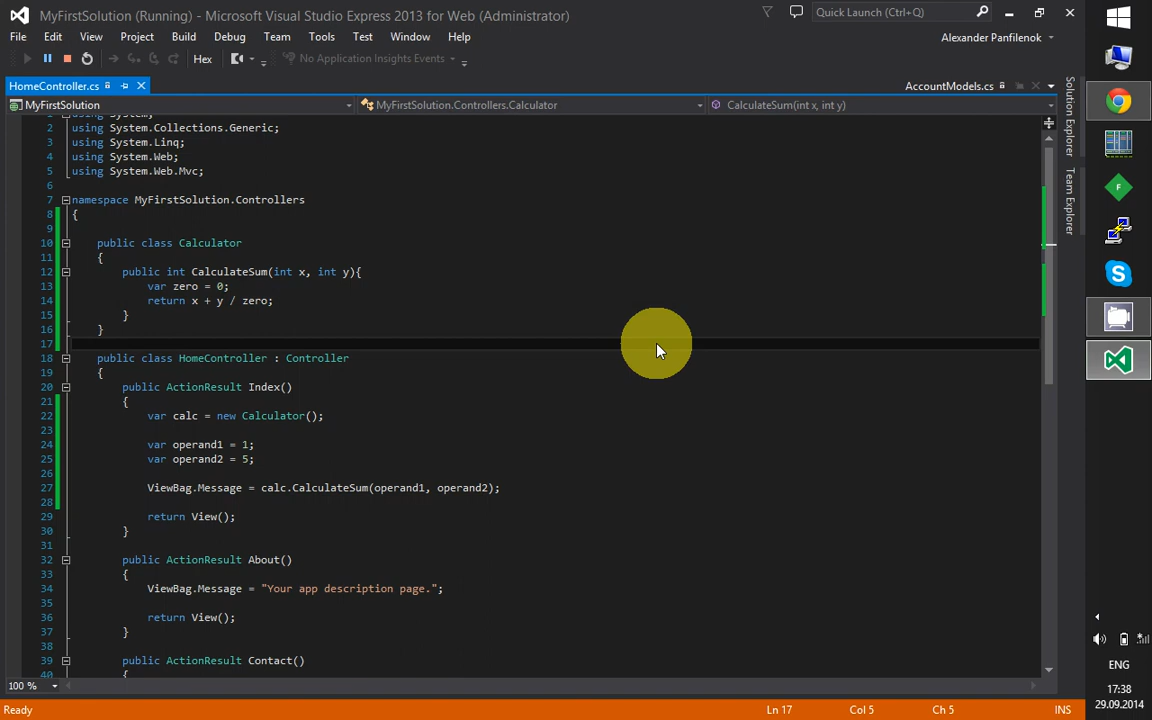 MyFirstSolution (Running) - Microsoft Visual Studio Express 2013 for Web (Administrator)
Quick Launch (Ctrl+Q)
File Edit View Project Build Debug Team Tools Test Window Help
Alexander Panfilenok
Hex
No Application Insights Events
HomeController.cs
AccountModels.cs
MyFirstSolution
MyFirstSolution.Controllers.Calculator
CalculateSum(int x, int y)
1 using System;
2 using System.Collections.Generic;
3 using System.Linq;
4 using System.Web;
5 using System.Web.Mvc;
6
7 namespace MyFirstSolution.Controllers
8 {
9
10 public class Calculator
11 {
12 public int CalculateSum(int x, int y){
13 var zero = 0;
14 return x + y / zero;
15 }
16 }
17
18 public class HomeController : Controller
19 {
20 public ActionResult Index()
21 {
22 var calc = new Calculator();
23
24 var operand1 = 1;
25 var operand2 = 5;
26
27 ViewBag.Message = calc.CalculateSum(operand1, operand2);
28
29 return View();
30 }
31
32 public ActionResult About()
33 {
34 ViewBag.Message = "Your app description page.";
35
36 return View();
37 }
38
39 public ActionResult Contact()
40 {
100 %
Ready
Ln 17
Col 5
Ch 5
INS
Solution Explorer
Team Explorer
F
ENG
17:38
29.09.2014